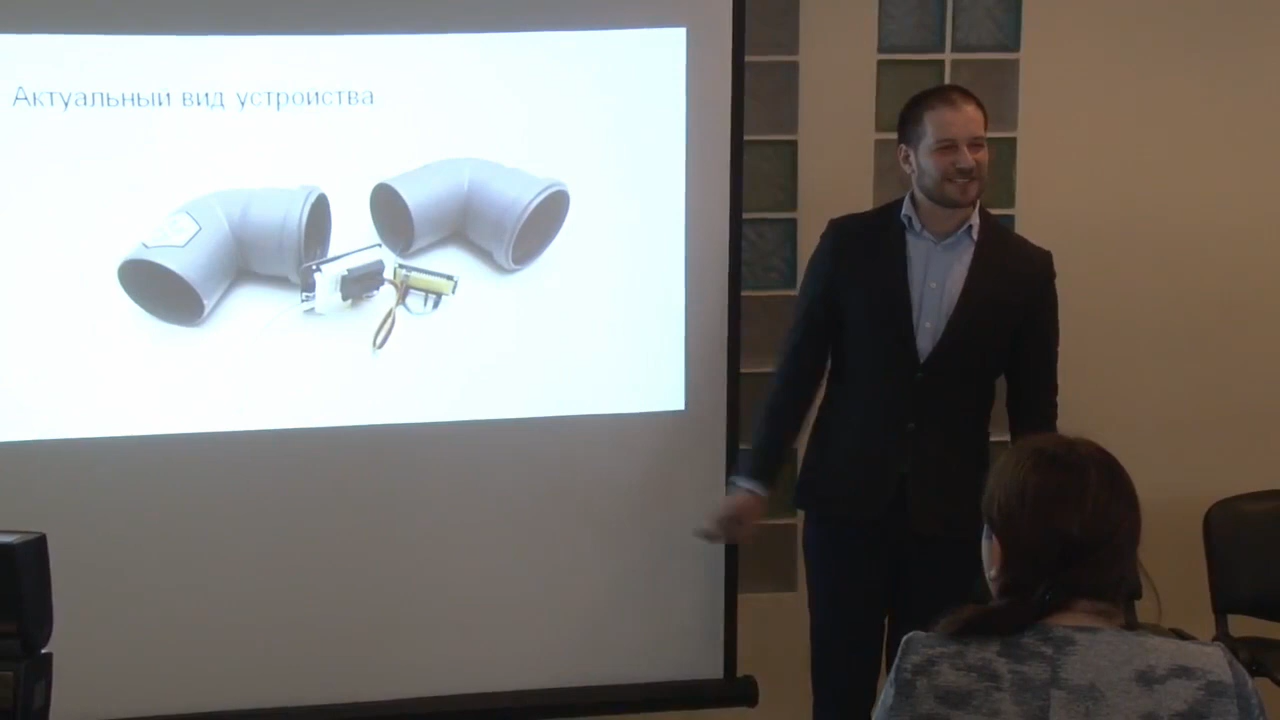 Актуальный вид устройства